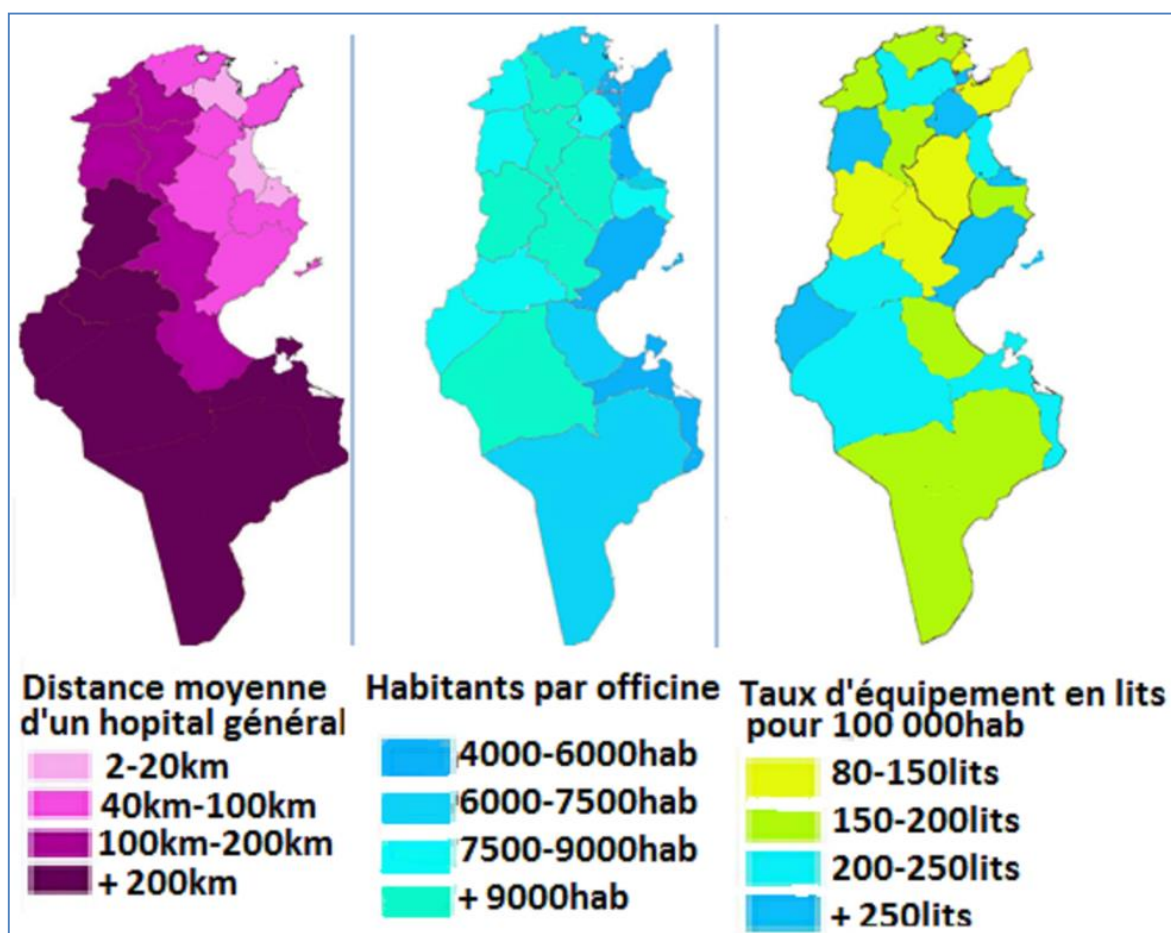 Distance moyenne
d'un hopital général
2-20km
40km-100km
100km-200km
+ 200km
Habitants par officine
4000-6000hab
6000-7500hab
7500-9000hab
+ 9000hab
Taux d'équipement en lits
pour 100 000hab
80-150lits
150-200lits
200-250lits
+ 250lits